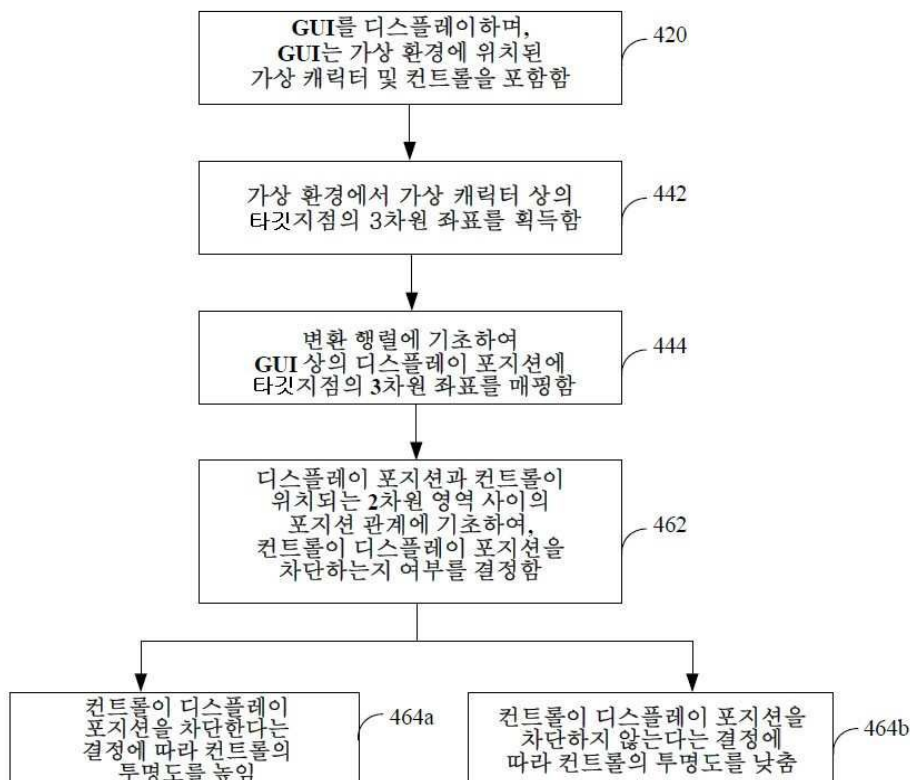 GUI를 디스플레이하며,
GUI는 가상 환경에 위치된
가상 캐릭터 및 컨트롤을 포함함
420
가상 환경에서 가상 캐릭터 상의
타깃지점의 3차원 좌표를 획득함
442
변환 행렬에 기초하여
GUI 상의 디스플레이 포지션에
타깃지점의 3차원 좌표를 매핑함
444
디스플레이 포지션과 컨트롤이
위치되는 2차원 영역 사이의
포지션 관계에 기초하여,
컨트롤이 디스플레이 포지션을
차단하는지 여부를 결정함
462
컨트롤이 디스플레이
포지션을 차단한다는
결정에 따라 컨트롤의
투명도를 높임
464a
컨트롤이 디스플레이 포지션을
차단하지 않는다는 결정에
따라 컨트롤의 투명도를 낮춤
464b